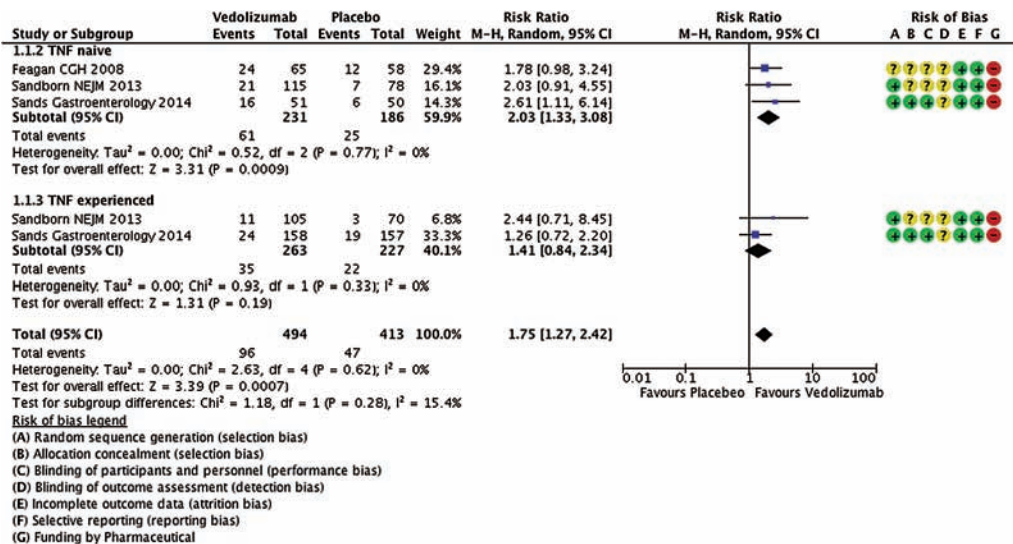 Vedolizumab Placebo Risk Ratio Risk Ratio Risk of Bias
Study or Subgroup Events Total Events Total Weight M-H, Random, 95% CI M-H, Random, 95% CI A B C D E F G
1.1.2 TNF naive
Feagan CGH 2008 24 65 12 58 29.4% 1.78 [0.98, 3.24] ? ? ? ? + + −
Sandborn NEJM 2013 21 115 7 78 16.1% 2.03 [0.91, 4.55] + ? ? ? + + −
Sands Gastroenterology 2014 16 51 6 50 14.3% 2.61 [1.11, 6.14] + + + ? + + −
Subtotal (95% CI) 231 186 59.9% 2.03 [1.33, 3.08]
Total events 61 25
Heterogeneity: Tau² = 0.00; Chi² = 0.52, df = 2 (P = 0.77); I² = 0%
Test for overall effect: Z = 3.31 (P = 0.0009)
1.1.3 TNF experienced
Sandborn NEJM 2013 11 105 3 70 6.8% 2.44 [0.71, 8.45] + ? ? ? + + −
Sands Gastroenterology 2014 24 158 19 157 33.3% 1.26 [0.72, 2.20] + + + ? + + −
Subtotal (95% CI) 263 227 40.1% 1.41 [0.84, 2.34]
Total events 35 22
Heterogeneity: Tau² = 0.00; Chi² = 0.93, df = 1 (P = 0.33); I² = 0%
Test for overall effect: Z = 1.31 (P = 0.19)
Total (95% CI) 494 413 100.0% 1.75 [1.27, 2.42]
Total events 96 47
Heterogeneity: Tau² = 0.00; Chi² = 2.63, df = 4 (P = 0.62); I² = 0%
Test for overall effect: Z = 3.39 (P = 0.0007)
Test for subgroup differences: Chi² = 1.18, df = 1 (P = 0.28), I² = 15.4%
0.01 0.1 1 10 100
Favours Placebeo Favours Vedolizumab
Risk of bias legend
(A) Random sequence generation (selection bias)
(B) Allocation concealment (selection bias)
(C) Blinding of participants and personnel (performance bias)
(D) Blinding of outcome assessment (detection bias)
(E) Incomplete outcome data (attrition bias)
(F) Selective reporting (reporting bias)
(G) Funding by Pharmaceutical